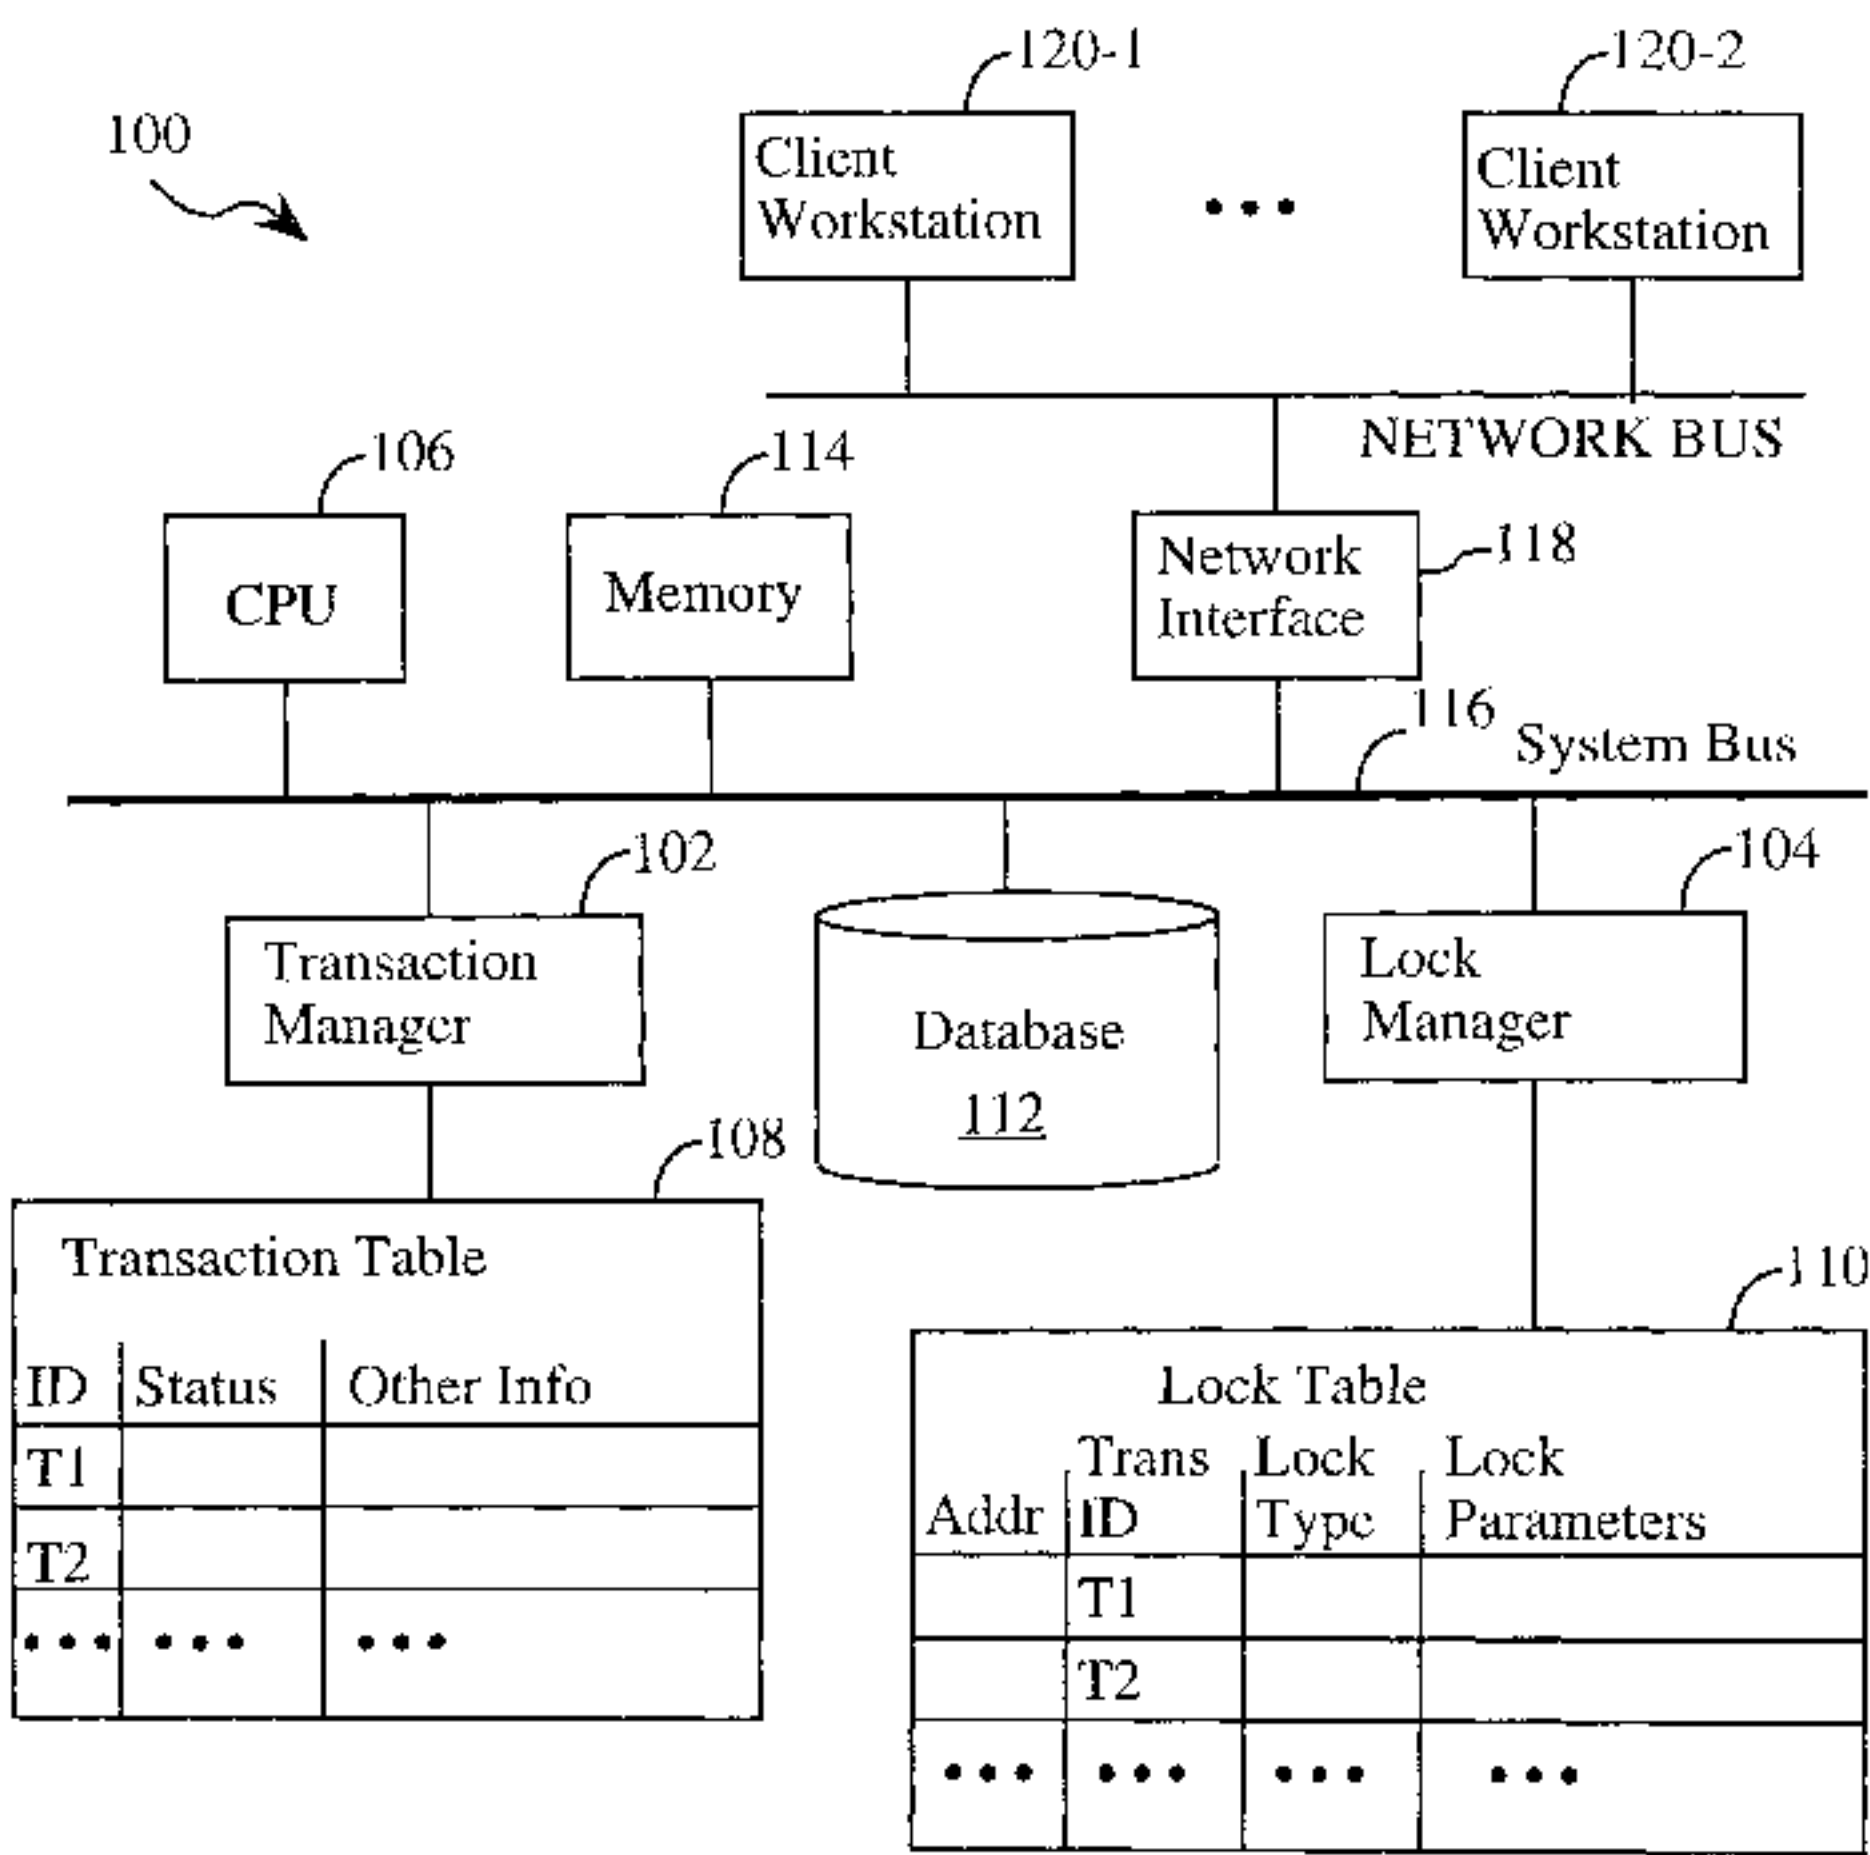 120-1
120-2
100
Client
Workstation
Client
Workstation
NETWORK BUS
106
114
118
CPU
Memory
Network
Interface
116
System Bus
102
104
Transaction
Manager
Database
112
Lock
Manager
108
Transaction Table
ID Status Other Info
T1
T2
110
Lock Table
Addr
Trans
ID
Lock
Type
Lock
Parameters
T1
T2